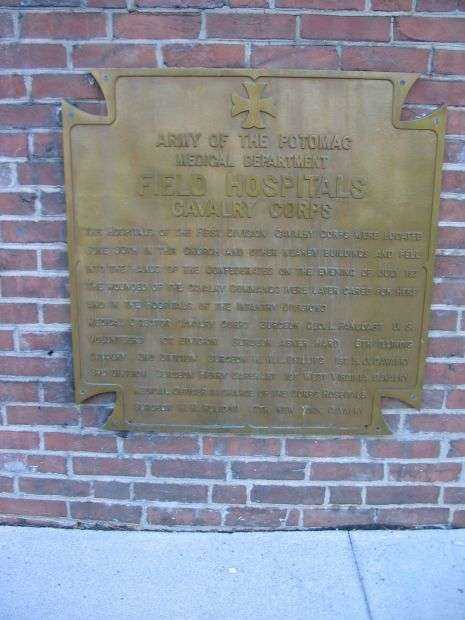 ARMY OF THE POTOMAC
MEDICAL DEPARTMENT
FIELD HOSPITALS
CAVALRY CORPS
THE HOSPITALS OF THE FIRST DIVISION CAVALRY CORPS WERE LOCATED
JUNE 30TH IN THIS CHURCH AND OTHER NEARBY BUILDINGS AND FELL
INTO THE HANDS OF THE CONFEDERATES ON THE EVENING OF JULY 1ST
THE WOUNDED OF THE CAVALRY COMMANDS WERE LATER CARED FOR HERE
AND IN THE HOSPITALS OF THE INFANTRY DIVISIONS
MEDICAL DIRECTOR CAVALRY CORPS SURGEON GEO. L. PANCOAST U. S.
VOLUNTEERS 1ST DIVISION SURGEON ABNER HARD 8TH ILLINOIS
CAVALRY 2ND DIVISION SURGEON W. W. L. PHILLIPS 1ST N. J. CAVALRY
3RD DIVISION SURGEON HENRY CAPEHART 1ST WEST VIRGINIA CAVALRY
MEDICAL OFFICER IN CHARGE OF THE CORPS HOSPITALS
SURGEON W. H. RULISON 9TH NEW YORK CAVALRY